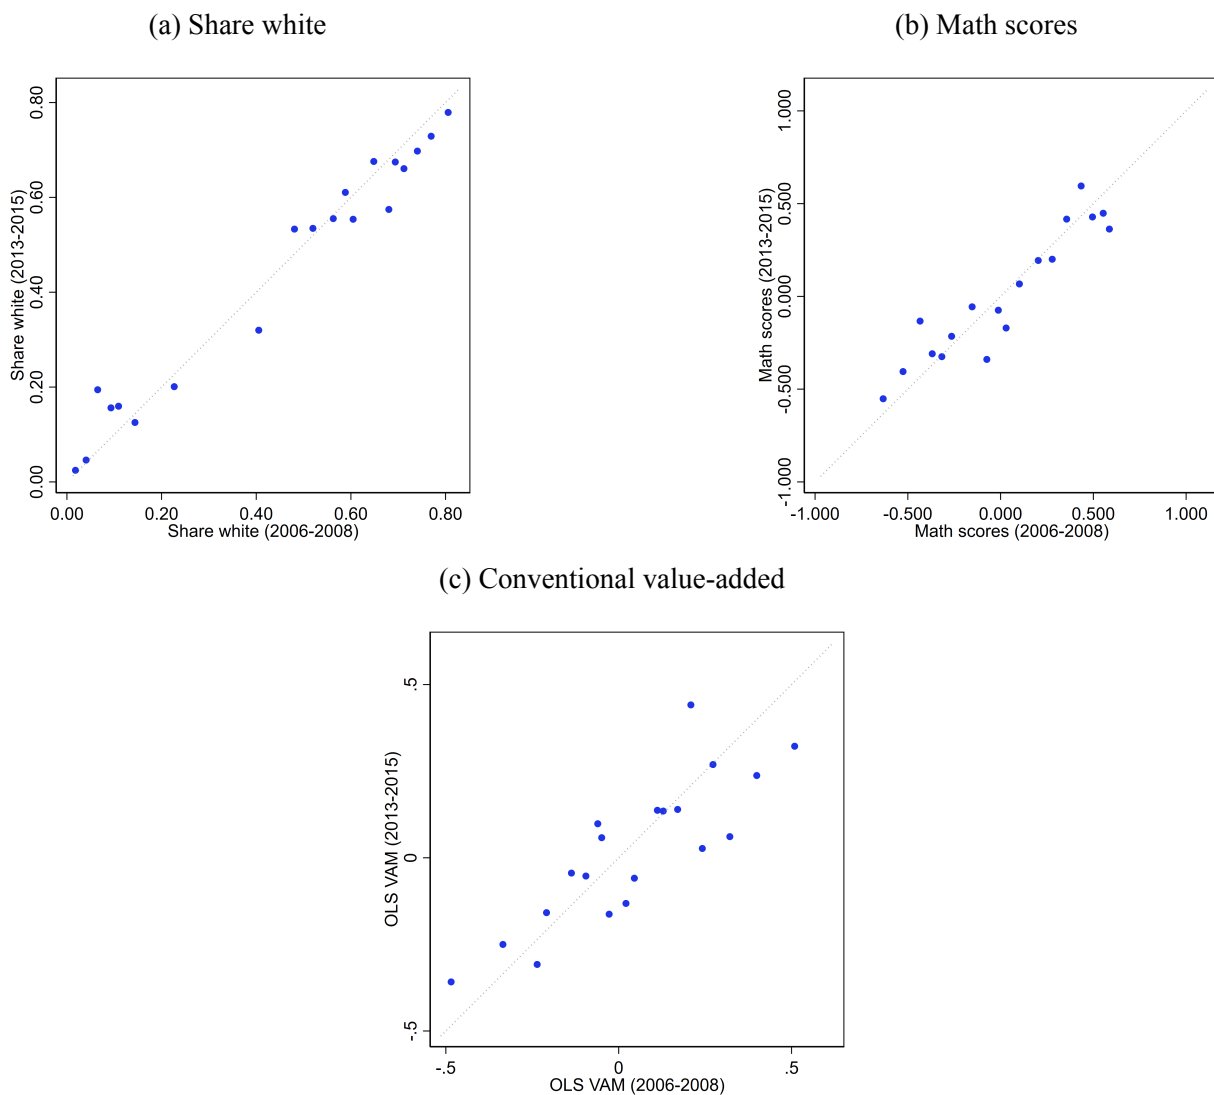 (a) Share white
(b) Math scores
Share white (2013-2015)
0.80
0.60
0.40
0.20
0.00
0.00 0.20 0.40 0.60 0.80
Share white (2006-2008)
Math scores (2013-2015)
1.000
0.500
0.000
-0.500
-1.000
-1.000 -0.500 0.000 0.500 1.000
Math scores (2006-2008)
(c) Conventional value-added
OLS VAM (2013-2015)
.5
0
-.5
-.5 0 .5
OLS VAM (2006-2008)